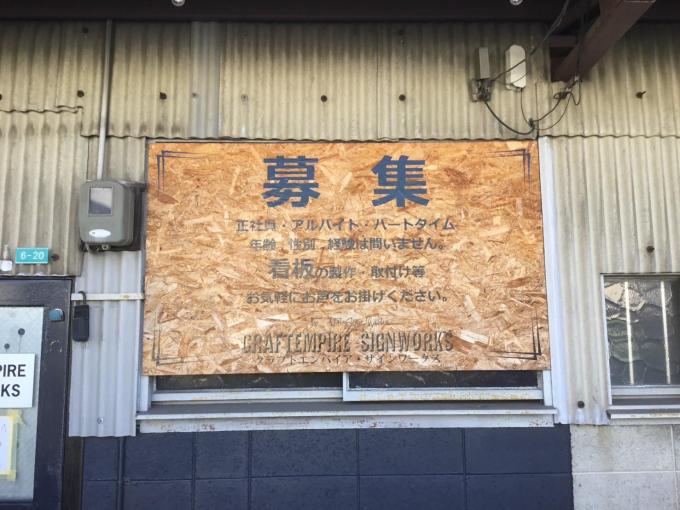 募集
正社員・アルバイト・パートタイム
年齢 性別 経験は問いません。
看板の製作・取付け等
お気軽にお声をお掛けください。
CRAFTEMPIRE SIGNWORKS
クラフトエンパイア・サインワークス
6-20
PIRE
KS